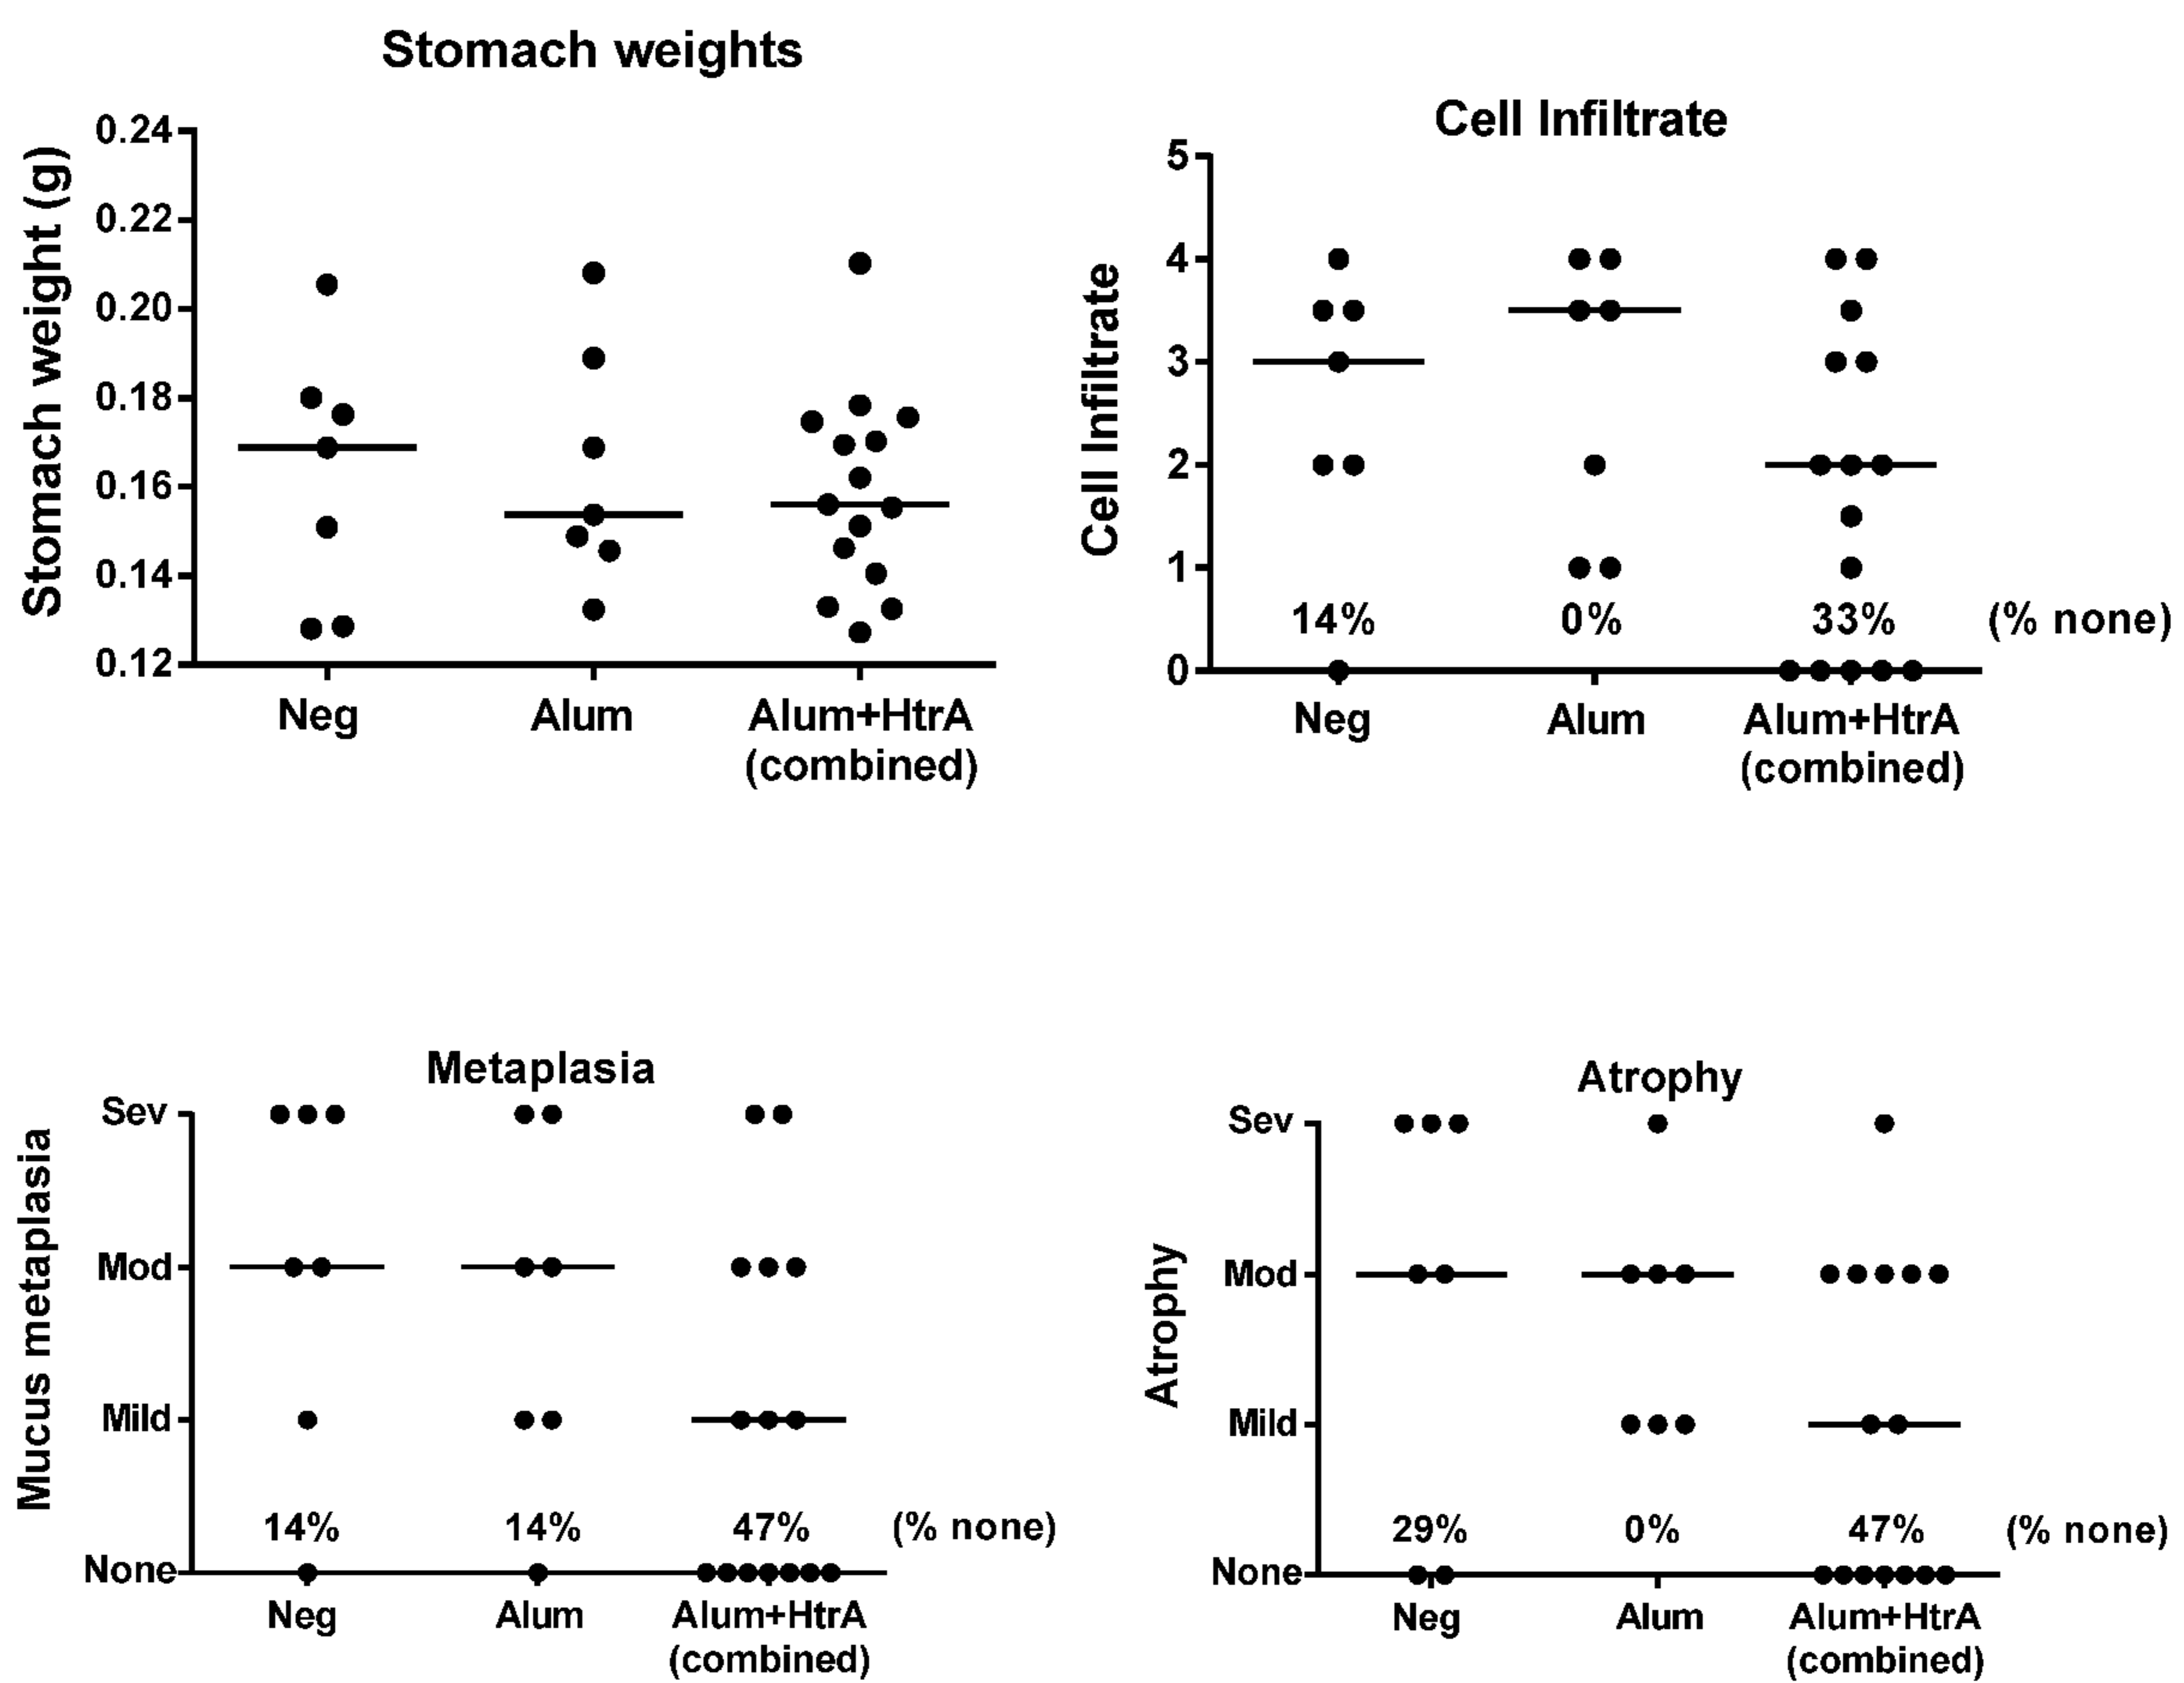 Stomach weights
Stomach weight (g)
0.24
0.22
0.20
0.18
0.16
0.14
0.12
Neg Alum Alum+HtrA
(combined)
Cell Infiltrate
Cell Infiltrate
5
4
3
2
1
0
14% 0% 33% (% none)
Neg Alum Alum+HtrA
(combined)
Metaplasia
Mucus metaplasia
Sev
Mod
Mild
None
14% 14% 47% (% none)
Neg Alum Alum+HtrA
(combined)
Atrophy
Atrophy
Sev
Mod
Mild
None
29% 0% 47% (% none)
Neg Alum Alum+HtrA
(combined)